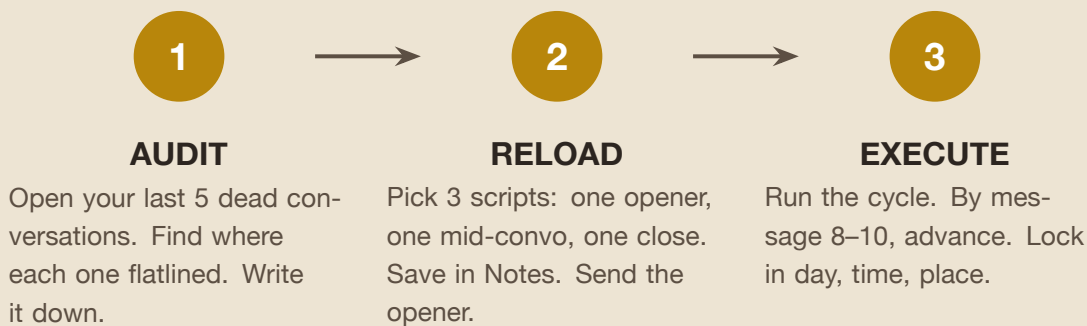 1
2
3
AUDIT
Open your last 5 dead con-
versations. Find where
each one flatlined. Write
it down.
RELOAD
Pick 3 scripts: one opener,
one mid-convo, one close.
Save in Notes. Send the
opener.
EXECUTE
Run the cycle. By mes-
sage 8–10, advance. Lock
in day, time, place.